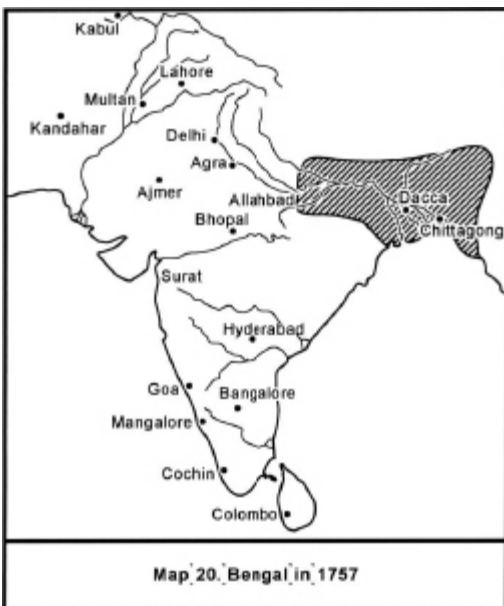 Kabul
Lahore
Multan
Kandahar
Delhi
Agra
Ajmer
Allahbad
Dacca
Chittagong
Bhopal
Surat
Hyderabad
Goa
Bangalore
Mangalore
Cochin
Colombo
Map 20. Bengal in 1757